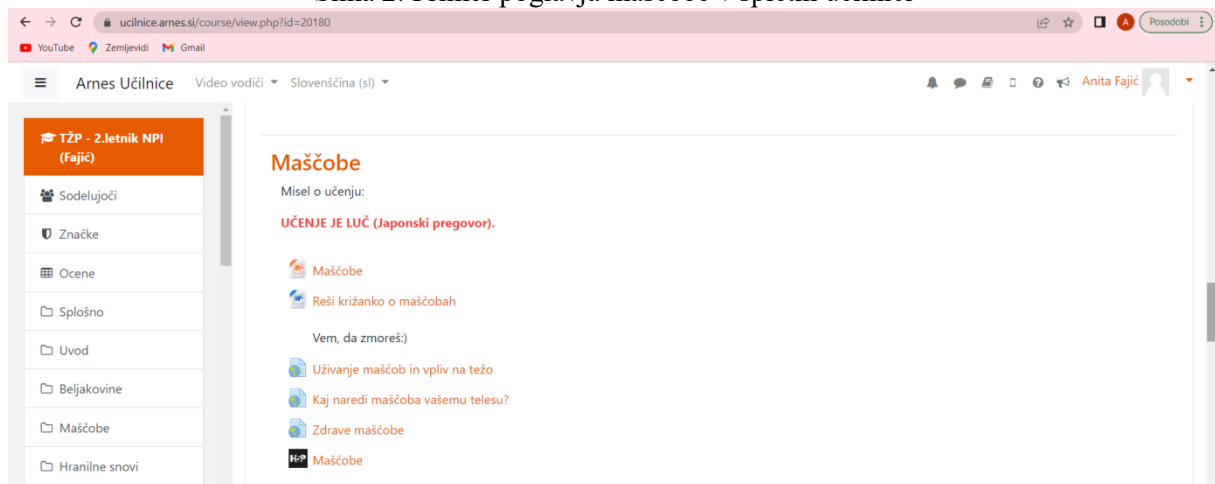 ucilnice.arnes.si/course/view.php?id=20180
A
Posodobi
YouTube
Zemljevidi
Gmail
Arnes Učilnice
Video vodiči
Slovenščina (sl)
Anita Fajić
TŽP - 2.letnik NPI
(Fajić)
Sodelujoči
Značke
Ocene
Splošno
Uvod
Beljakovine
Maščobe
Hranilne snovi
Maščobe
Misel o učenju:
UČENJE JE LUČ (Japonski pregovor).
Maščobe
Reši križanko o maščobah
Vem, da zmoreš:)
Uživanje maščob in vpliv na težo
Kaj naredi maščoba vašemu telesu?
Zdrave maščobe
H5P Maščobe